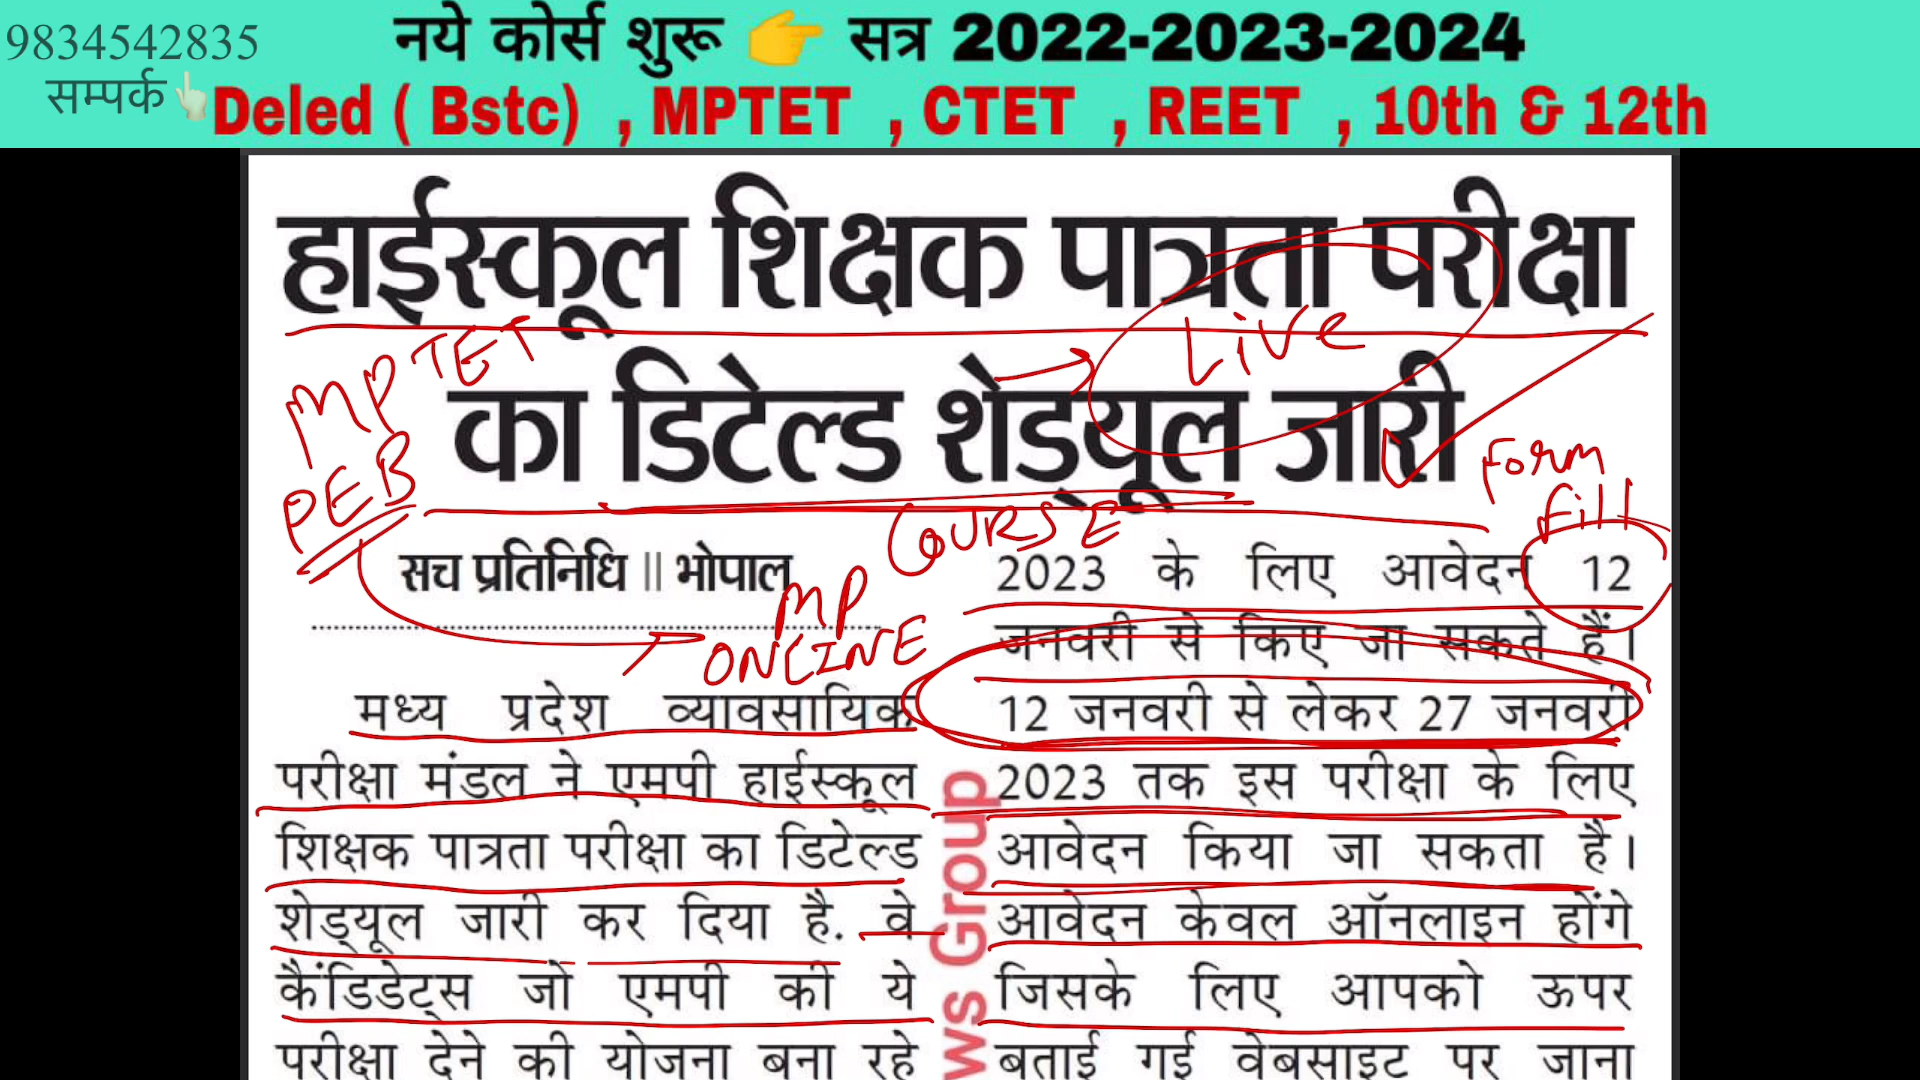 9834542835
सम्पर्क
नये कोर्स शुरू 👉 सत्र 2022-2023-2024
Deled ( Bstc) , MPTET , CTET , REET , 10th & 12th
हाईस्कूल शिक्षक पात्रता परीक्षा
का डिटेल्ड शेड्यूल जारी
MPTET
PEB
Live
Form
fill
COURSE
MP
ONLINE
सच प्रतिनिधि || भोपाल
मध्य प्रदेश व्यावसायिक
परीक्षा मंडल ने एमपी हाईस्कूल
शिक्षक पात्रता परीक्षा का डिटेल्ड
शेड्यूल जारी कर दिया है. वे
कैंडिडेट्स जो एमपी की ये
परीक्षा देने की योजना बना रहे
2023 के लिए आवेदन 12
जनवरी से किए जा सकते हैं।
12 जनवरी से लेकर 27 जनवरी
2023 तक इस परीक्षा के लिए
आवेदन किया जा सकता है।
आवेदन केवल ऑनलाइन होंगे
जिसके लिए आपको ऊपर
बताई गई वेबसाइट पर जाना
ws Group